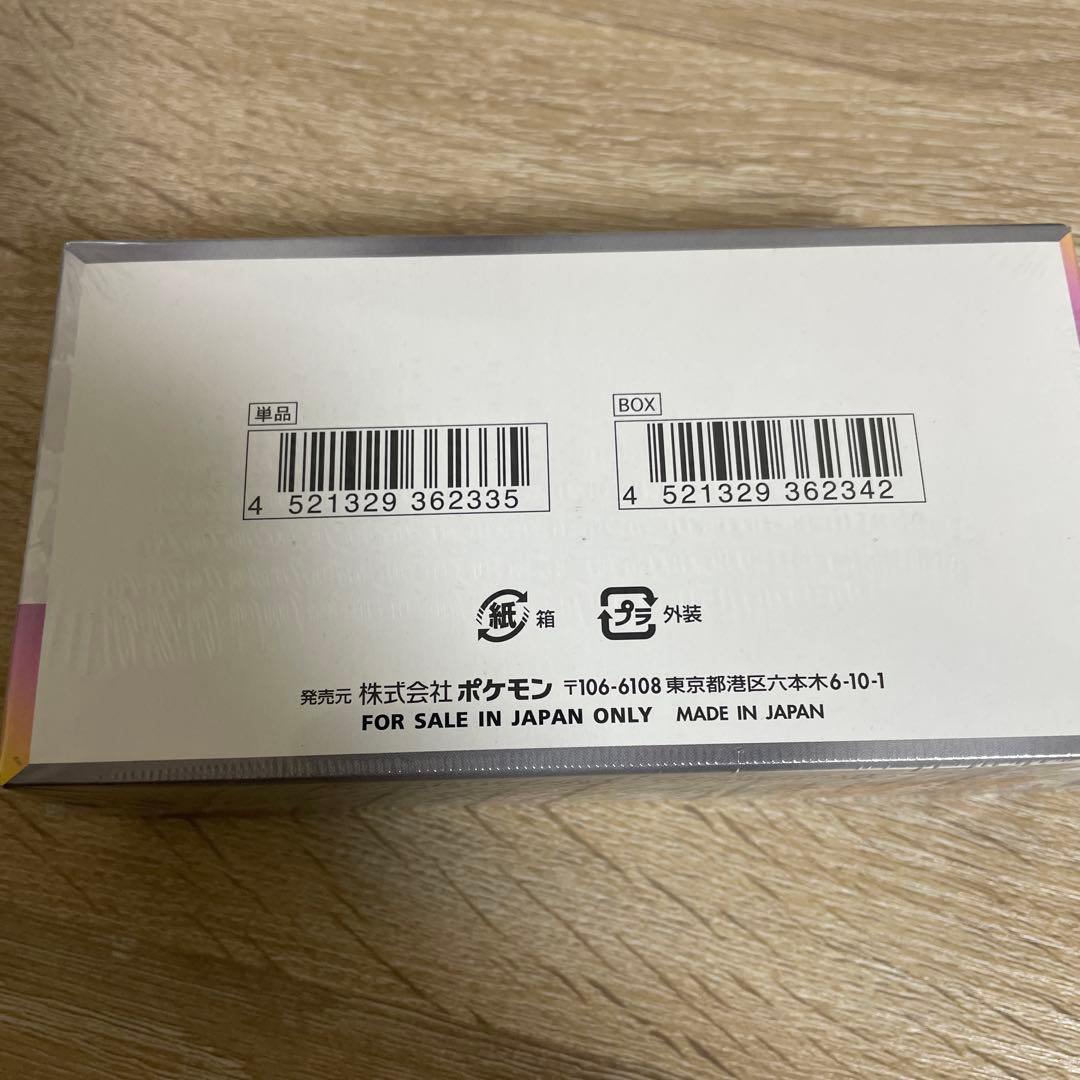 単品
4 521329 362335
BOX
4 521329 362342
紙 箱
プラ 外装
発売元 株式会社ポケモン 〒106-6108 東京都港区六本木6-10-1
FOR SALE IN JAPAN ONLY MADE IN JAPAN